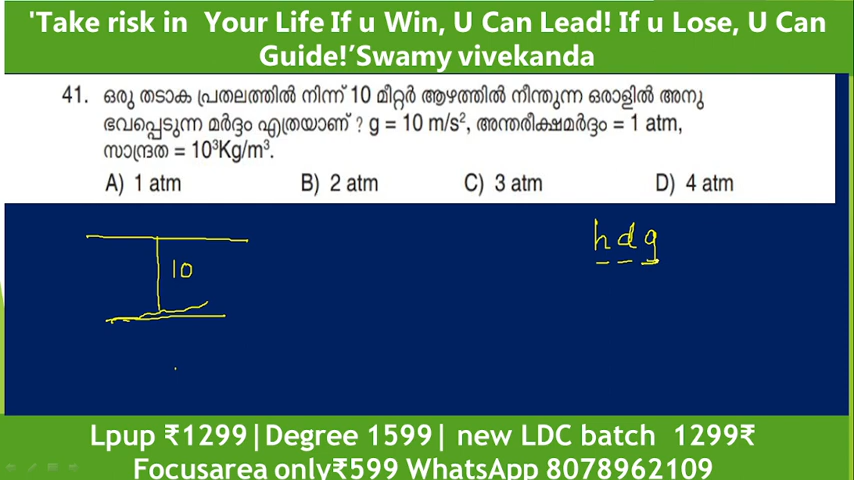 'Take risk in Your Life If u Win, U Can Lead! If u Lose, U Can
Guide!’Swamy vivekanda
41. ഒരു തടാക പ്രതലത്തിൽ നിന്ന് 10 മീറ്റർ ആഴത്തിൽ നീന്തുന്ന ഒരാളിൽ അനു
ഭവപ്പെടുന്ന മർദ്ദം എത്രയാണ് ? g = 10 m/s², അന്തരീക്ഷമർദ്ദം = 1 atm,
സാന്ദ്രത = 10³Kg/m³.
A) 1 atm B) 2 atm C) 3 atm D) 4 atm
h d g
10
Lpup ₹1299|Degree 1599| new LDC batch 1299₹
Focusarea only₹599 WhatsApp 8078962109